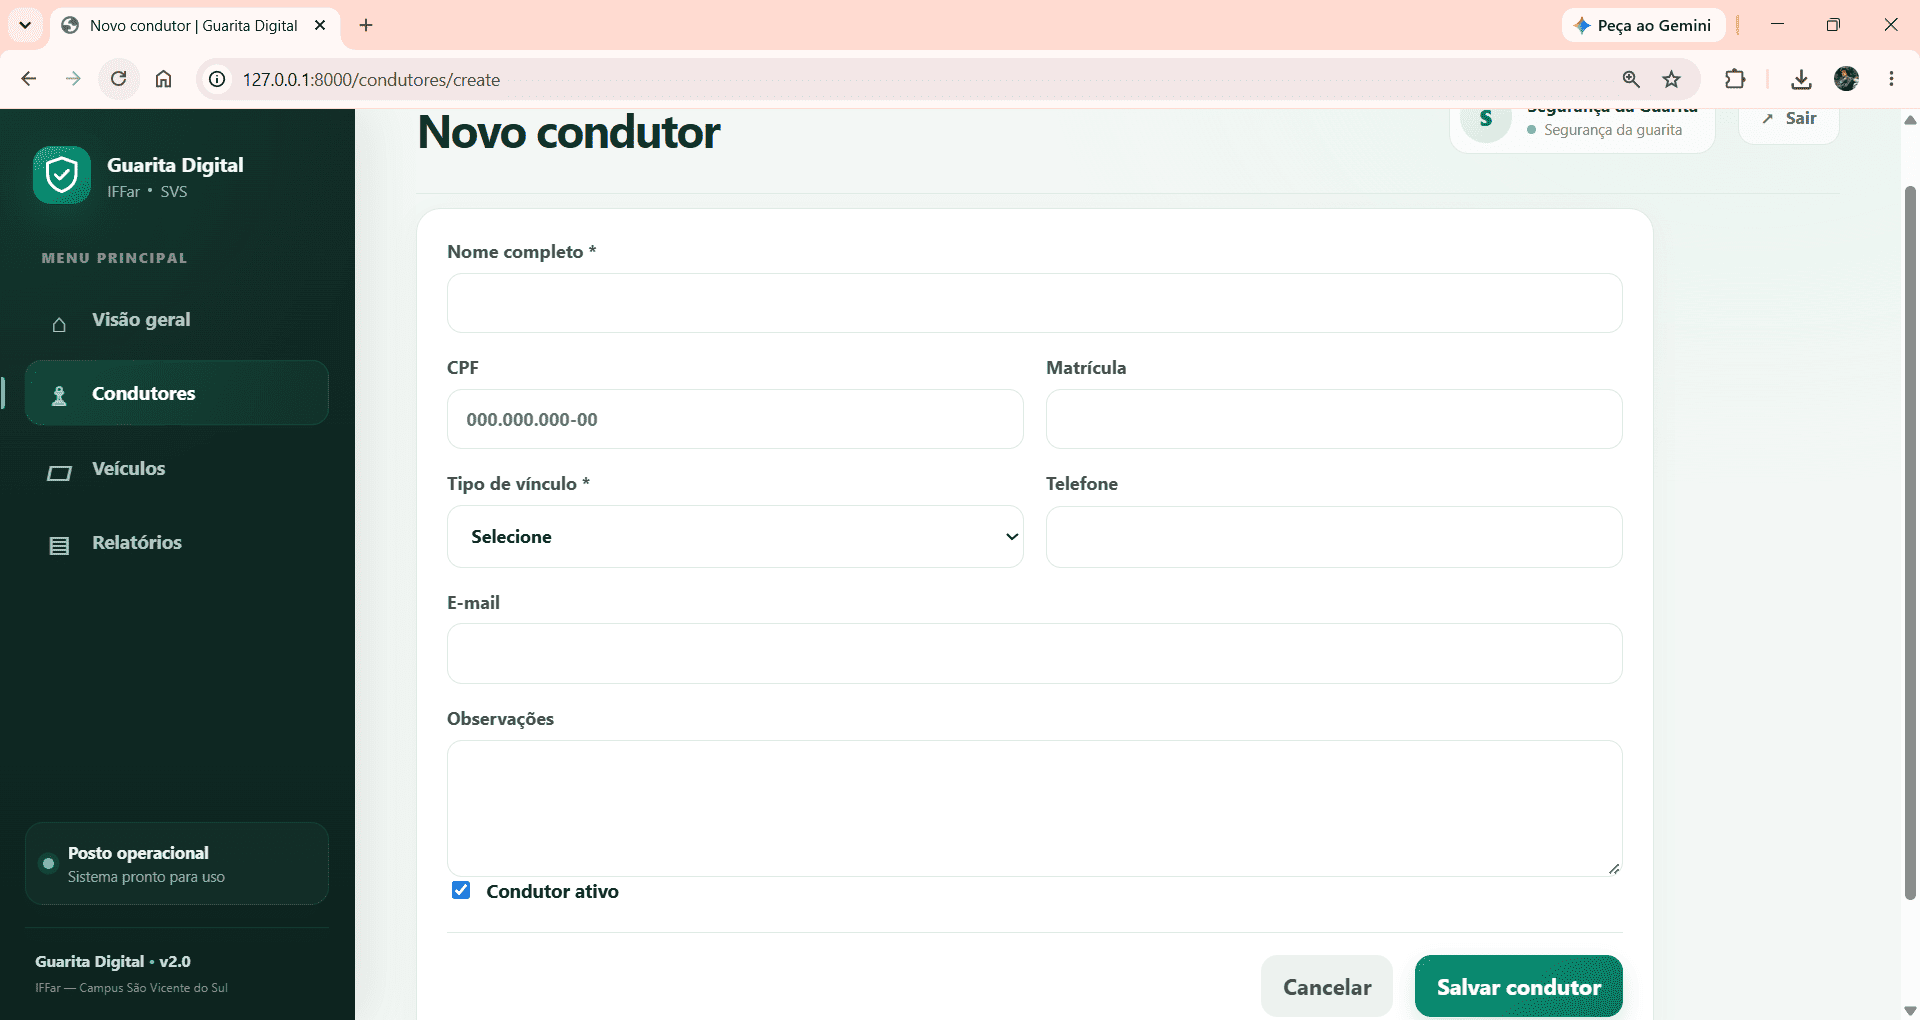 Novo condutor | Guarita Digital
Peça ao Gemini
127.0.0.1:8000/condutores/create
Guarita Digital
IFFar • SVS
MENU PRINCIPAL
Visão geral
Condutores
Veículos
Relatórios
Posto operacional
Sistema pronto para uso
Guarita Digital • v2.0
IFFar — Campus São Vicente do Sul
Novo condutor
S
Segurança da Guarita
Segurança da guarita
Sair
Nome completo *
CPF
Matrícula
000.000.000-00
Tipo de vínculo *
Telefone
Selecione
E-mail
Observações
Condutor ativo
Cancelar
Salvar condutor